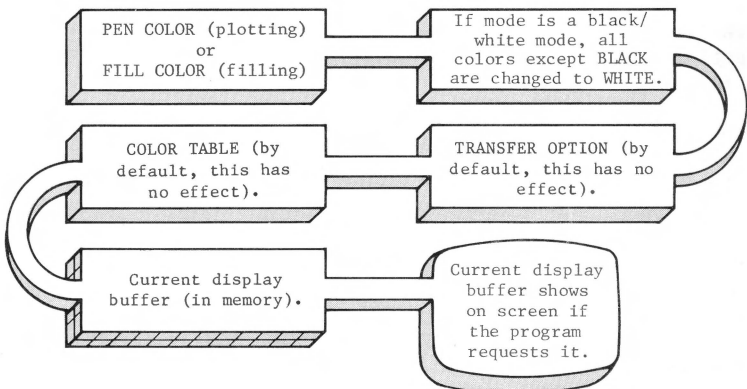 PEN COLOR (plotting)
or
FILL COLOR (filling)
If mode is a black/
white mode, all
colors except BLACK
are changed to WHITE.
TRANSFER OPTION (by
default, this has no
effect).
COLOR TABLE (by
default, this has
no effect).
Current display
buffer (in memory).
Current display
buffer shows
on screen if
the program
requests it.